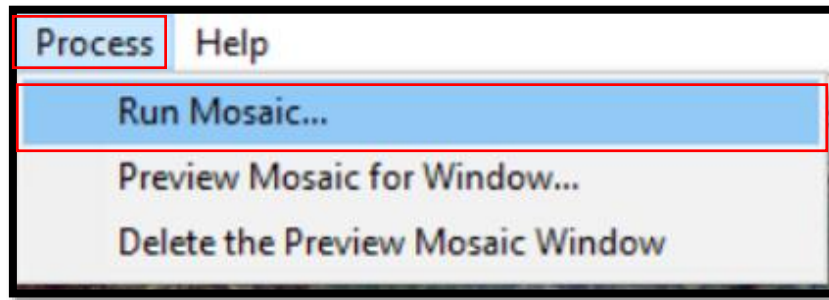 Process Help
Run Mosaic...
Preview Mosaic for Window...
Delete the Preview Mosaic Window